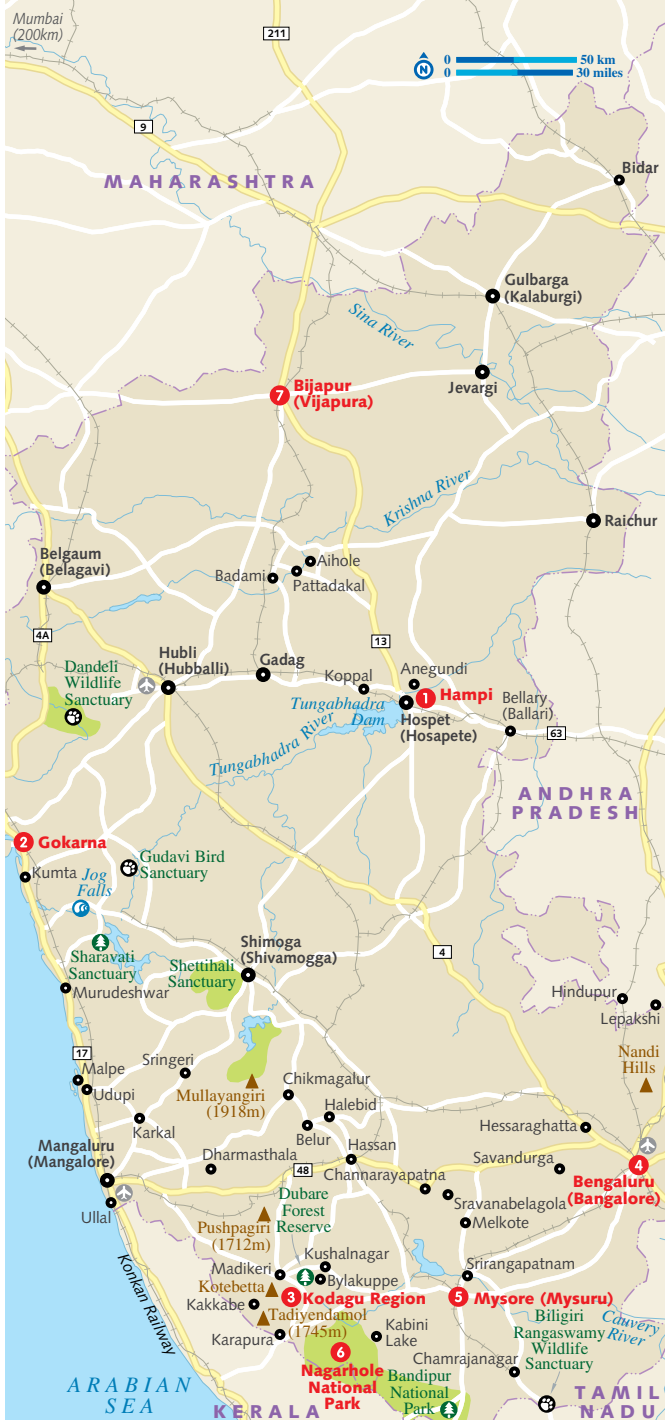 Mumbai
(200km)
211
0 50 km
N
0 30 miles
9
Bidar
MAHARASHTRA
Gulbarga
(Kalaburgi)
Sina River
Jevargi
7
Bijapur
(Vijapura)
Krishna River
Raichur
Belgaum
(Belagavi)
Aihole
Badami
Pattadakal
4A
13
Hubli
(Hubballi)
Gadag
Dandeli
Wildlife
Sanctuary
Koppal
Anegundi
1 Hampi
Tungabhadra
Dam
Hospet
(Hosapete)
Bellary
(Ballari)
63
Tungabhadra River
ANDHRA
PRADESH
2 Gokarna
Gudavi Bird
Sanctuary
Kumta
Jog
Falls
Shimoga
(Shivamogga)
4
Sharavati
Sanctuary
Shettihali
Sanctuary
Murudeshwar
Hindupur
Lepakshi
17
Nandi
Hills
Malpe
Sringeri
Chikmagalur
Udupi
Mullayangiri
(1918m)
Halebid
Karkal
Belur
Hessaraghatta
Mangaluru
(Mangalore)
Dharmasthala
Hassan
48
Channarayapatna
Savandurga
4
Bengaluru
(Bangalore)
Ullal
Dubare
Forest
Reserve
Sravanabelagola
Melkote
Pushpagiri
(1712m)
Konkan Railway
Kushalnagar
Madikeri
Bylakuppe
Srirangapatnam
Kotebetta
3 Kodagu Region
5 Mysore (Mysuru)
Kakkabe
Tadiyendamol
(1745m)
Biligiri
Rangaswamy
Wildlife
Sanctuary
Cauvery
River
Karapura
Kabini
Lake
6
Nagarhole
National
Park
Bandipur
National
Park
Chamrajanagar
ARABIAN
SEA
KERALA
TAMIL
NADU